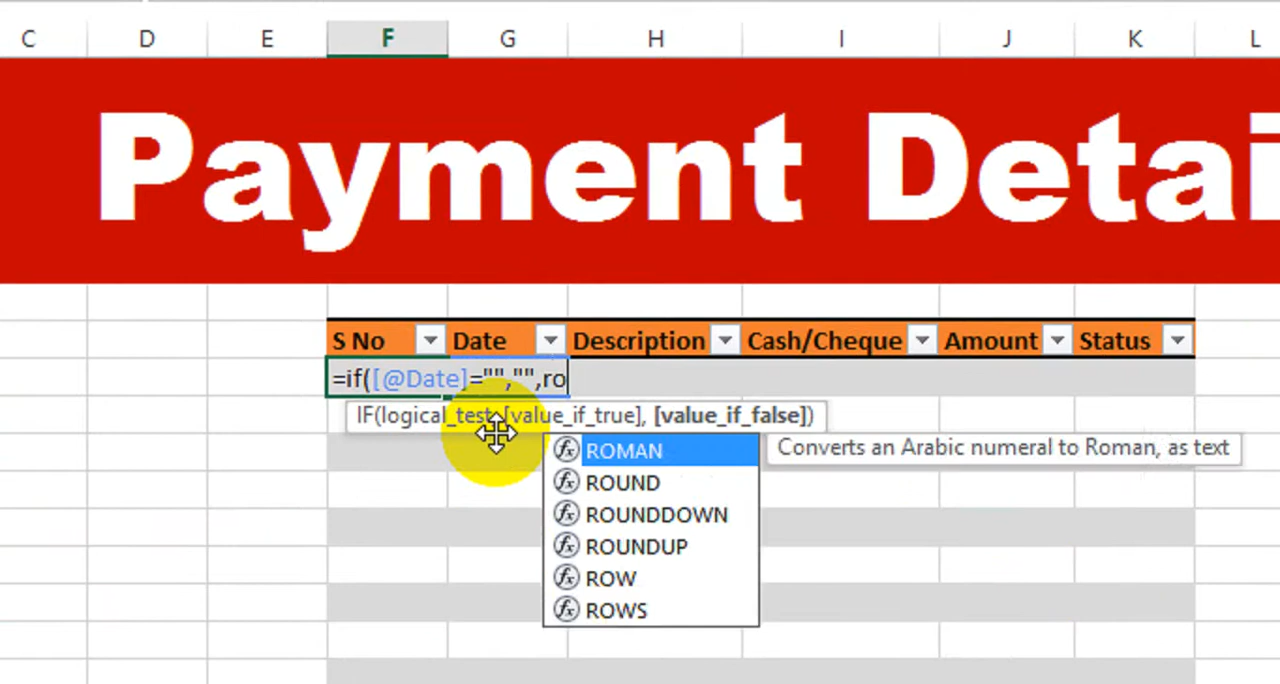 C D E F G H I J K L
Payment Detai
S No Date Description Cash/Cheque Amount Status
=if([@Date]="","",ro
IF(logical_test, [value_if_true], [value_if_false])
ROMAN Converts an Arabic numeral to Roman, as text
ROUND
ROUNDDOWN
ROUNDUP
ROW
ROWS